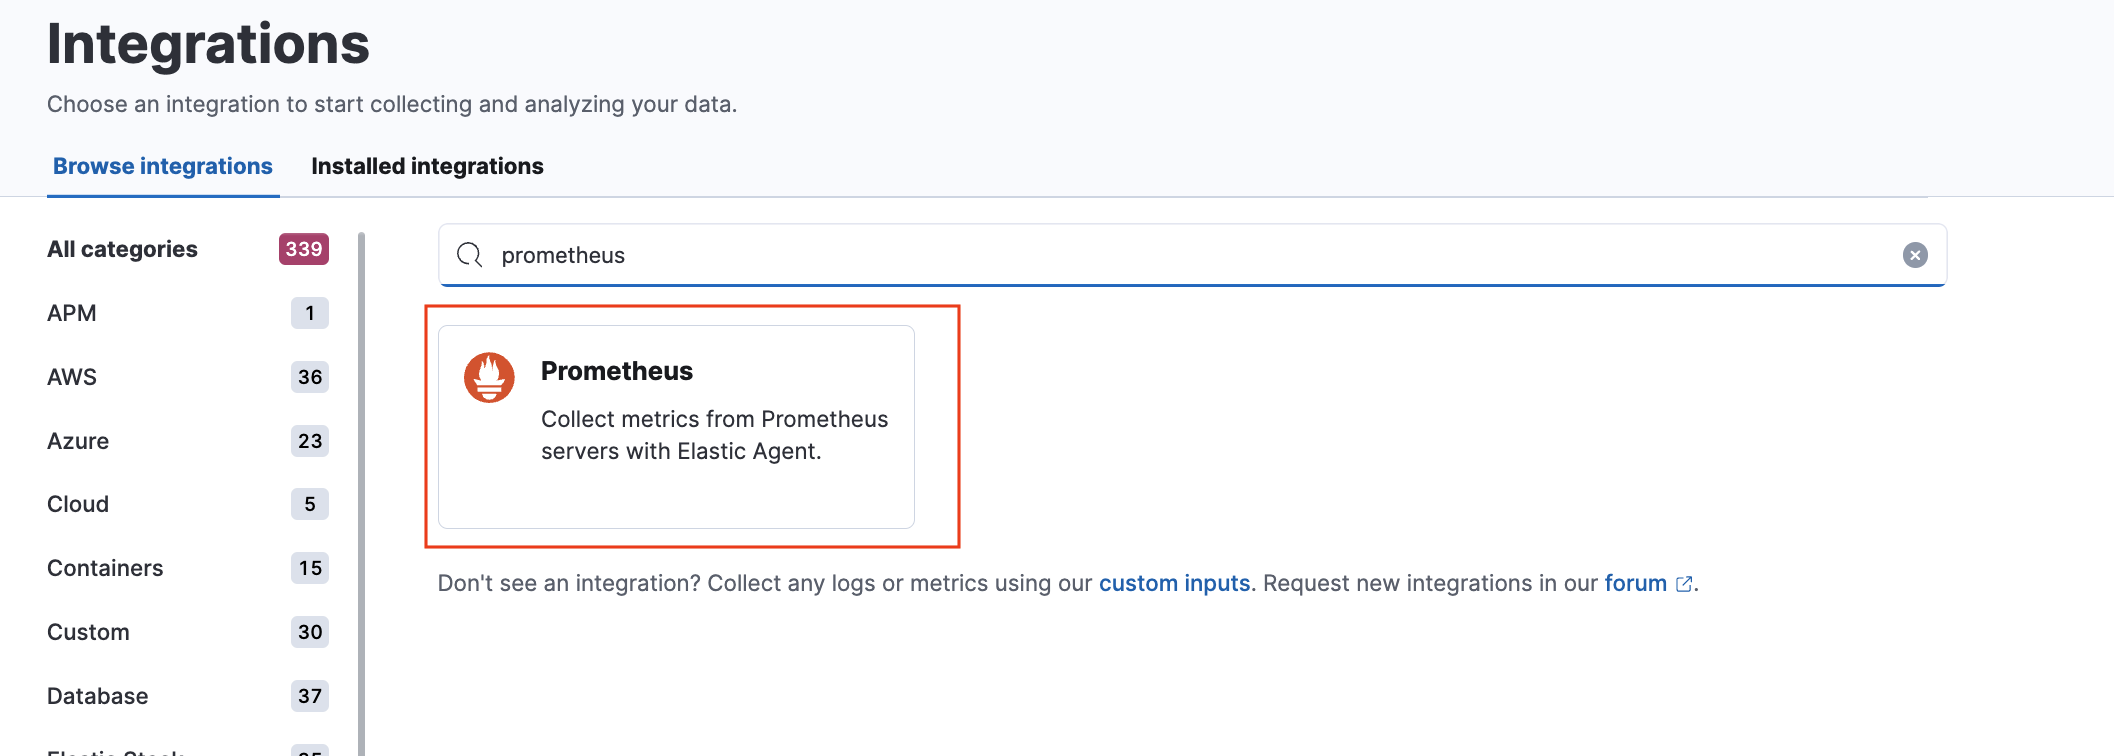 Integrations
Choose an integration to start collecting and analyzing your data.
Browse integrations Installed integrations
All categories 339
APM 1
AWS 36
Azure 23
Cloud 5
Containers 15
Custom 30
Database 37
prometheus
Prometheus
Collect metrics from Prometheus
servers with Elastic Agent.
Don't see an integration? Collect any logs or metrics using our custom inputs. Request new integrations in our forum.